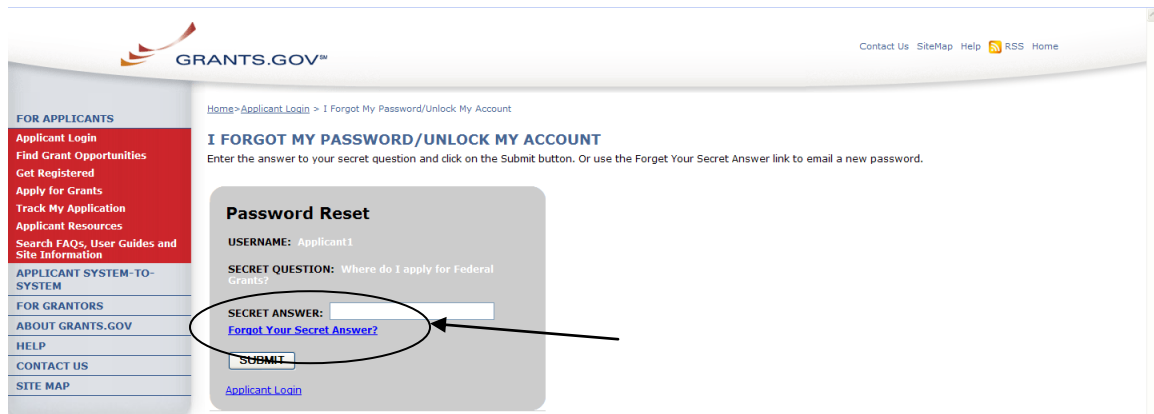 GRANTS.GOV℠
Contact Us SiteMap Help RSS Home
FOR APPLICANTS
Applicant Login
Find Grant Opportunities
Get Registered
Apply for Grants
Track My Application
Applicant Resources
Search FAQs, User Guides and
Site Information
APPLICANT SYSTEM-TO-
SYSTEM
FOR GRANTORS
ABOUT GRANTS.GOV
HELP
CONTACT US
SITE MAP
Home>Applicant Login > I Forgot My Password/Unlock My Account
I FORGOT MY PASSWORD/UNLOCK MY ACCOUNT
Enter the answer to your secret question and click on the Submit button. Or use the Forget Your Secret Answer link to email a new password.
Password Reset
USERNAME: Applicant1
SECRET QUESTION: Where do I apply for Federal
Grants?
SECRET ANSWER:
Forgot Your Secret Answer?
SUBMIT
Applicant Login